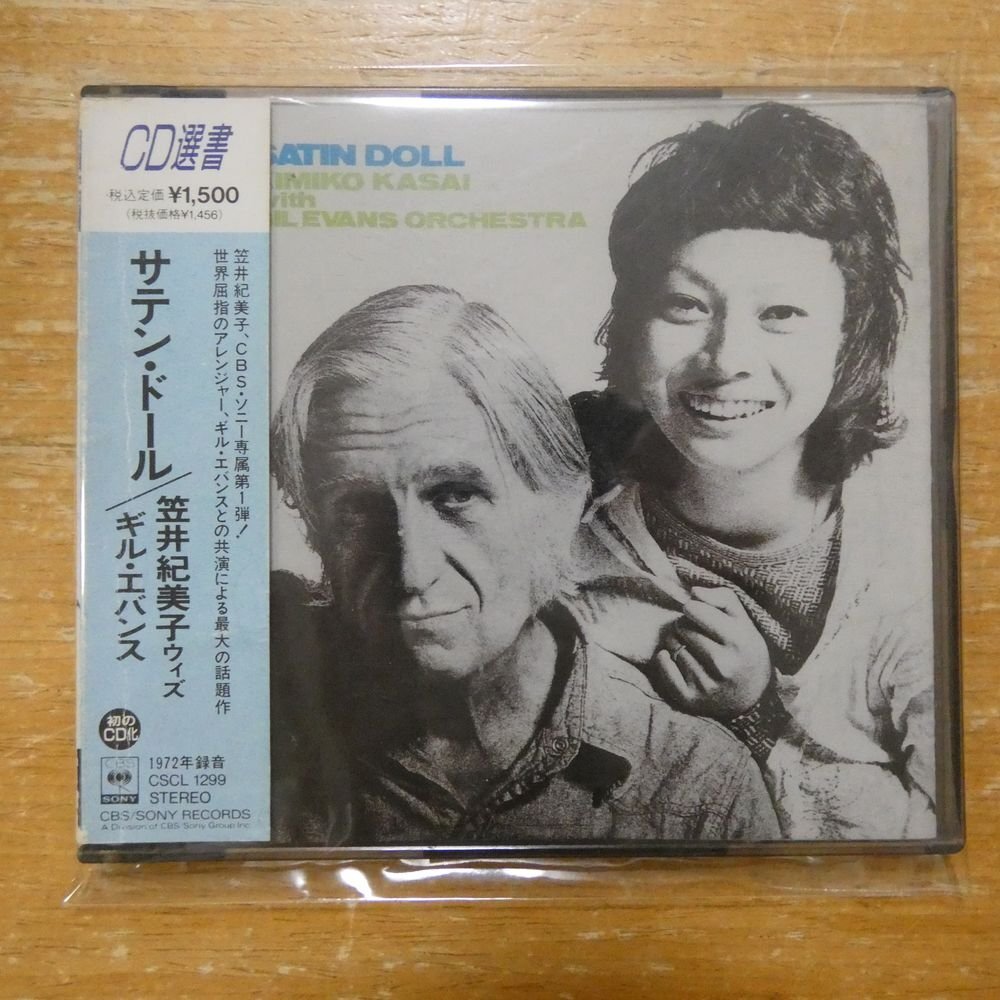 CD選書
税込定価 ¥1,500
(税抜価格¥1,456)
笠井紀美子、CBS・ソニー専属第1弾!
世界屈指のアレンジャー、ギル・エバンスとの共演による最大の話題作
サテン・ドール/笠井紀美子ウィズ
ギル・エバンス
初の
CD化
CBS
SONY
1972年録音
CSCL 1299
STEREO
CBS/SONY RECORDS
A Division of CBS/Sony Group Inc.
SATIN DOLL
KIMIKO KASAI
with
GIL EVANS ORCHESTRA